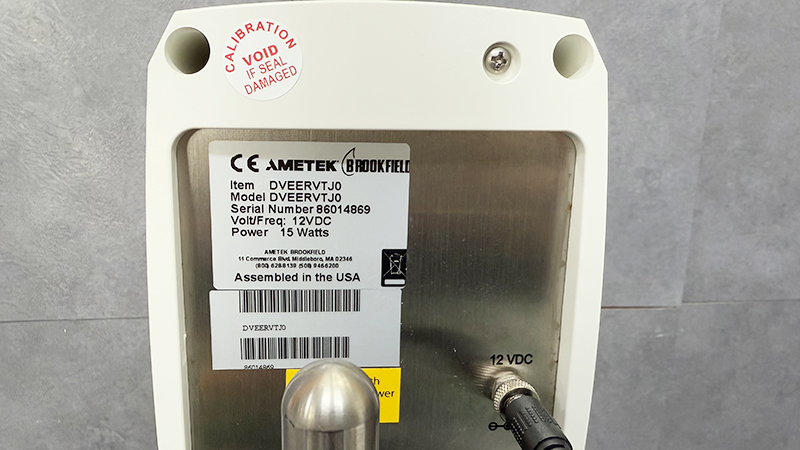 CALIBRATION
VOID
IF SEAL
DAMAGED
CE AMETEK BROOKFIELD
Item DVEERVTJ0
Model DVEERVTJ0
Serial Number 86014869
Volt/Freq: 12VDC
Power 15 Watts
AMETEK BROOKFIELD
11 Commerce Blvd. Middleboro, MA 02346
(800) 628-8139 (508) 946-6200
Assembled in the USA
DVEERVTJ0
86014869
12 VDC